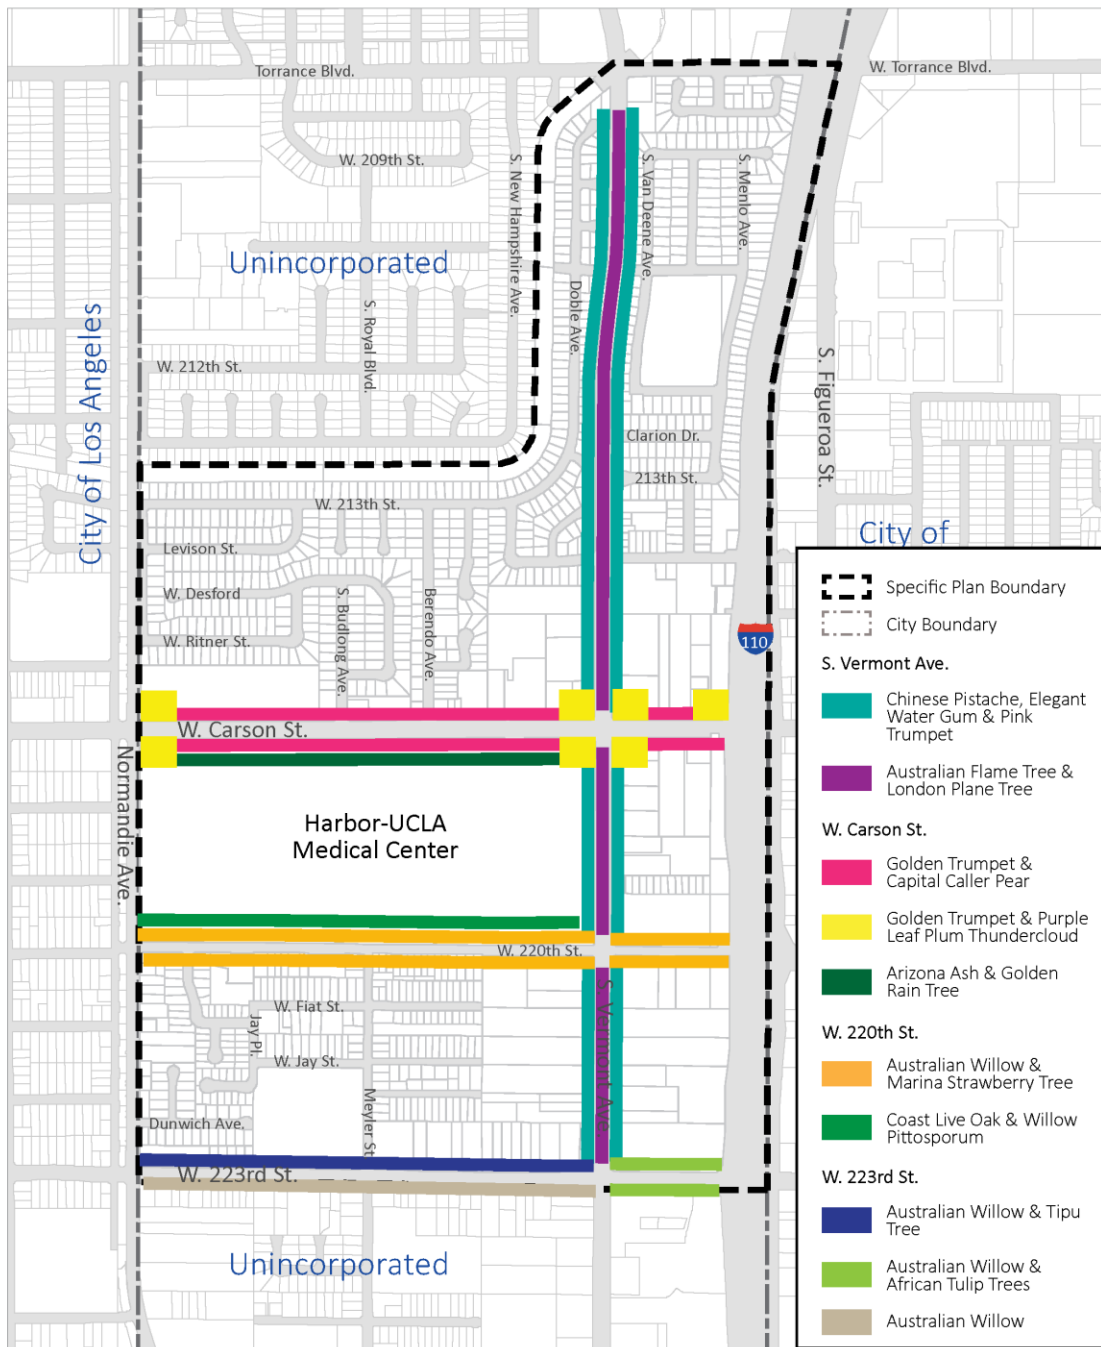 Torrance Blvd.
W. Torrance Blvd.
W. 209th St.
S. New Hampshire Ave.
S. Van Deene Ave.
S. Menlo Ave.
Unincorporated
Doble Ave.
S. Royal Blvd.
City of Los Angeles
W. 212th St.
S. Figueroa St.
Clarion Dr.
213th St.
W. 213th St.
City of
Levison St.
W. Desford
S. Budlong Ave.
Berendo Ave.
W. Ritner St.
110
W. Carson St.
Normandie Ave.
Harbor-UCLA
Medical Center
W. 220th St.
W. Fiat St.
Jay Pl.
W. Jay St.
S. Vermont Ave.
Meyler St
Dunwich Ave.
W. 223rd St.
Unincorporated
Specific Plan Boundary
City Boundary
S. Vermont Ave.
Chinese Pistache, Elegant
Water Gum & Pink
Trumpet
Australian Flame Tree &
London Plane Tree
W. Carson St.
Golden Trumpet &
Capital Caller Pear
Golden Trumpet & Purple
Leaf Plum Thundercloud
Arizona Ash & Golden
Rain Tree
W. 220th St.
Australian Willow &
Marina Strawberry Tree
Coast Live Oak & Willow
Pittosporum
W. 223rd St.
Australian Willow & Tipu
Tree
Australian Willow &
African Tulip Trees
Australian Willow